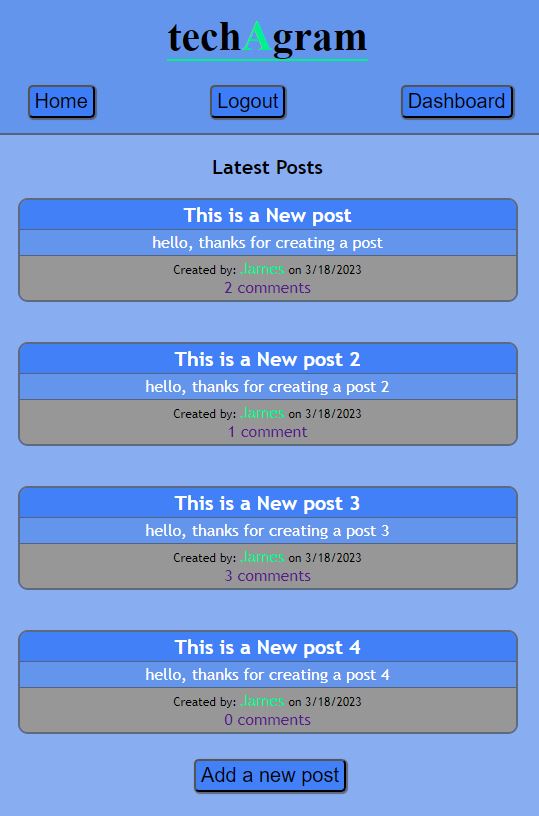 techAgram
Home Logout Dashboard
Latest Posts
This is a New post
hello, thanks for creating a post
Created by: James on 3/18/2023
2 comments
This is a New post 2
hello, thanks for creating a post 2
Created by: James on 3/18/2023
1 comment
This is a New post 3
hello, thanks for creating a post 3
Created by: James on 3/18/2023
3 comments
This is a New post 4
hello, thanks for creating a post 4
Created by: James on 3/18/2023
0 comments
Add a new post